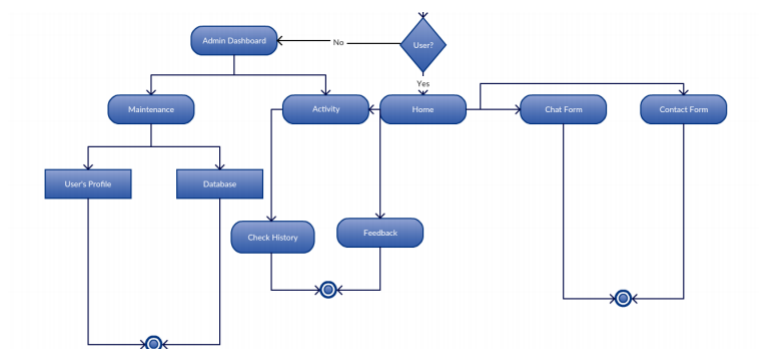 Admin Dashboard
No
User?
Yes
Maintenance
Activity
Home
Chat Form
Contact Form
User's Profile
Database
Check History
Feedback